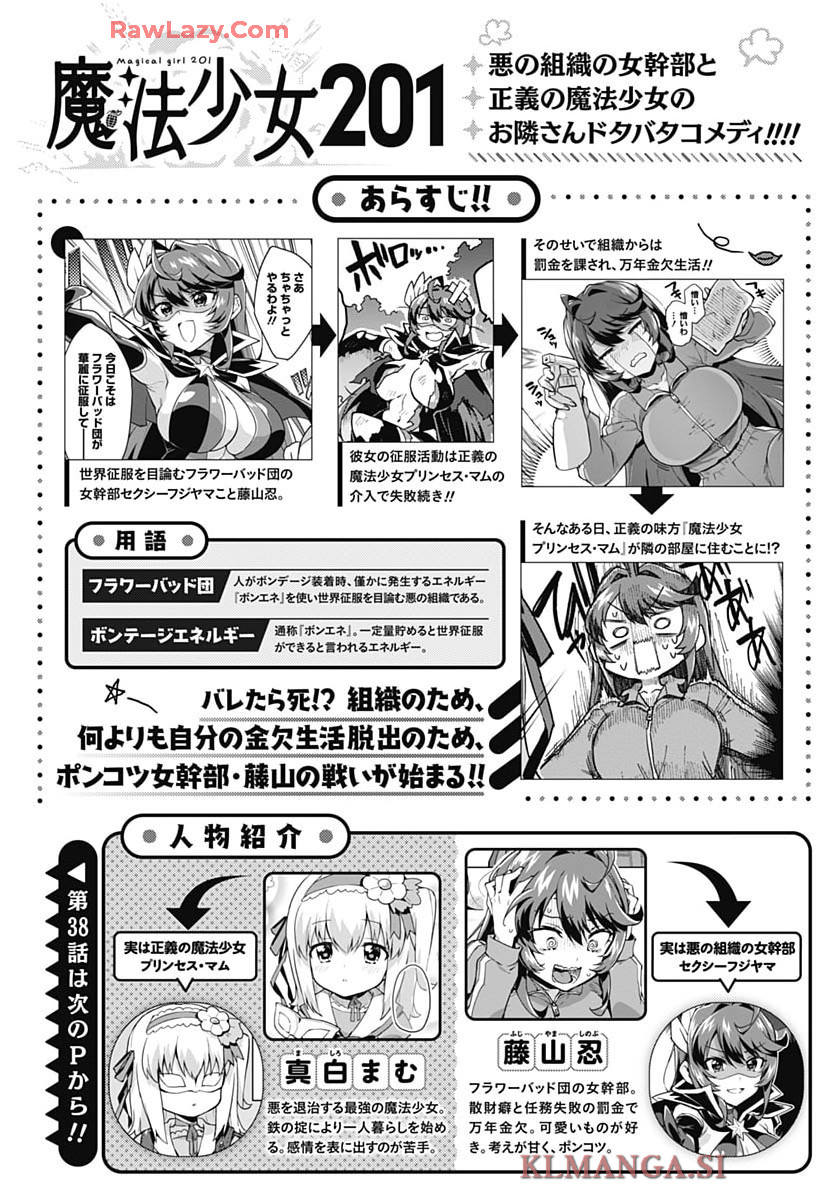 RawLazy.Com
Magical girl 201
魔法少女201
悪の組織の女幹部と
正義の魔法少女の
お隣さんドタバタコメディ!!!!
あらすじ!!
さあ
ちゃちゃっと
やるわよ!!
今日こそは
フラワーバッド団が
華麗に征服して――
世界征服を目論むフラワーバッド団の
女幹部セクシーフジヤマこと藤山忍。
ボロッ…
彼女の征服活動は正義の
魔法少女プリンセス・マムの
介入で失敗続き!!
そのせいで組織からは
罰金を課され、万年金欠生活!!
憎い…
憎いわ
…
そんなある日、正義の味方『魔法少女
プリンセス・マム』が隣の部屋に住むことに!?
用語
フラワーバッド団
人がボンデージ装着時、僅かに発生するエネルギー
『ボンエネ』を使い世界征服を目論む悪の組織である。
ボンテージエネルギー
通称『ボンエネ』。一定量貯めると世界征服
ができると言われるエネルギー。
バレたら死!? 組織のため、
何よりも自分の金欠生活脱出のため、
ポンコツ女幹部・藤山の戦いが始まる!!
人物紹介
第38話は次のPから!!
実は正義の魔法少女
プリンセス・マム
ま しろ
真白まむ
悪を退治する最強の魔法少女。
鉄の掟により一人暮らしを始め
る。感情を表に出すのが苦手。
実は悪の組織の女幹部
セクシーフジヤマ
ふじ やま しのぶ
藤山忍
フラワーバッド団の女幹部。
散財癖と任務失敗の罰金で
万年金欠。可愛いものが好
き。考えが甘く、ポンコツ。
KLMANGA.SI